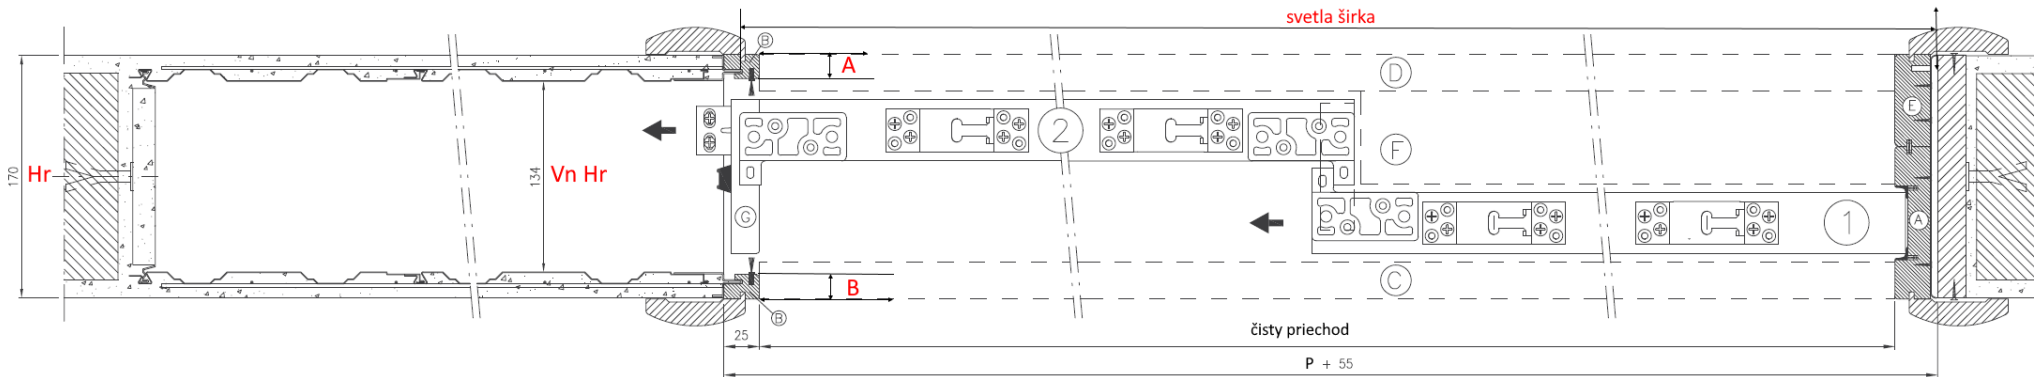 svetla širka
B
A
D
E
2
170
Hr
134
Vn Hr
F
G
1
A
B
C
B
25
čisty priechod
P + 55